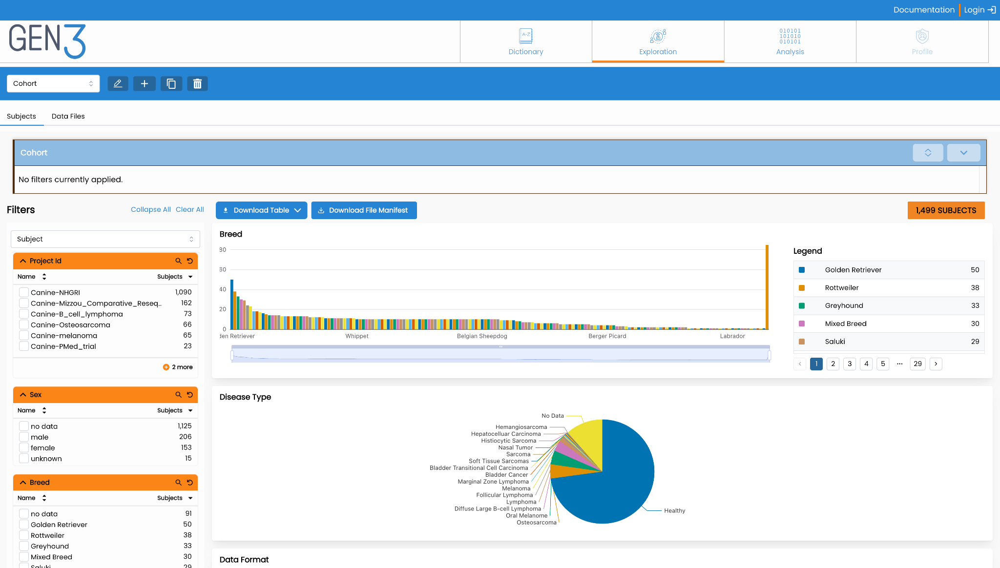 Documentation
Login
GEN3
A-Z
Dictionary
Exploration
010101
101010
010101
Analysis
Profile
Cohort
Subjects
Data Files
Cohort
No filters currently applied.
Filters
Collapse All
Clear All
Download Table
Download File Manifest
1,499 SUBJECTS
Subject
Project Id
Name
Subjects
Canine-NHGRI 1,090
Canine-Mizzou_Comparative_Reseq... 162
Canine-B_cell_lymphoma 73
Canine-Osteosarcoma 66
Canine-melanoma 65
Canine-PMed_trial 23
2 more
Sex
Name
Subjects
no data 1,125
male 206
female 153
unknown 15
Breed
Name
Subjects
no data 91
Golden Retriever 50
Rottweiler 38
Greyhound 33
Mixed Breed 30
Saluki 29
Breed
80
60
40
20
0
den Retriever
Whippet
Belgian Sheepdog
Berger Picard
Labrador
Legend
Golden Retriever 50
Rottweiler 38
Greyhound 33
Mixed Breed 30
Saluki 29
< 1 2 3 4 5 ... 29 >
Disease Type
No Data
Hemangiosarcoma
Hepatocelluar Carcinoma
Histiocytic Sarcoma
Nasal Tumor
Sarcoma
Soft Tissue Sarcomas
Bladder Transitional Cell Carcinoma
Bladder Cancer
Marginal Zone Lymphoma
Melanoma
Follicular Lymphoma
Lymphoma
Diffuse Large B-cell Lymphoma
Oral Melanome
Osteosarcoma
Healthy
Data Format